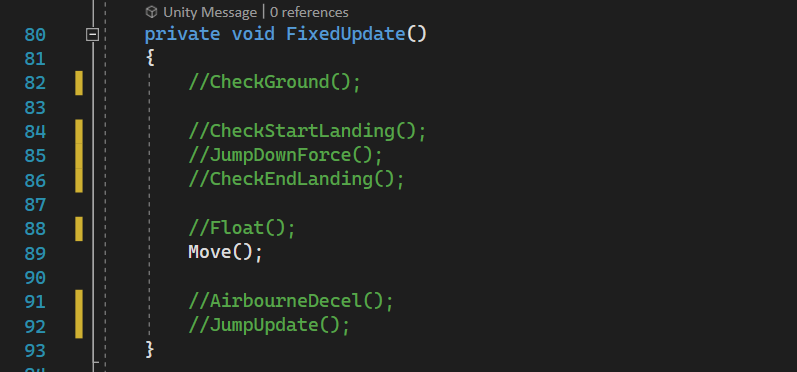 Unity Message | 0 references
80 private void FixedUpdate()
81 {
82 //CheckGround();
83
84 //CheckStartLanding();
85 //JumpDownForce();
86 //CheckEndLanding();
87
88 //Float();
89 Move();
90
91 //AirbourneDecel();
92 //JumpUpdate();
93 }